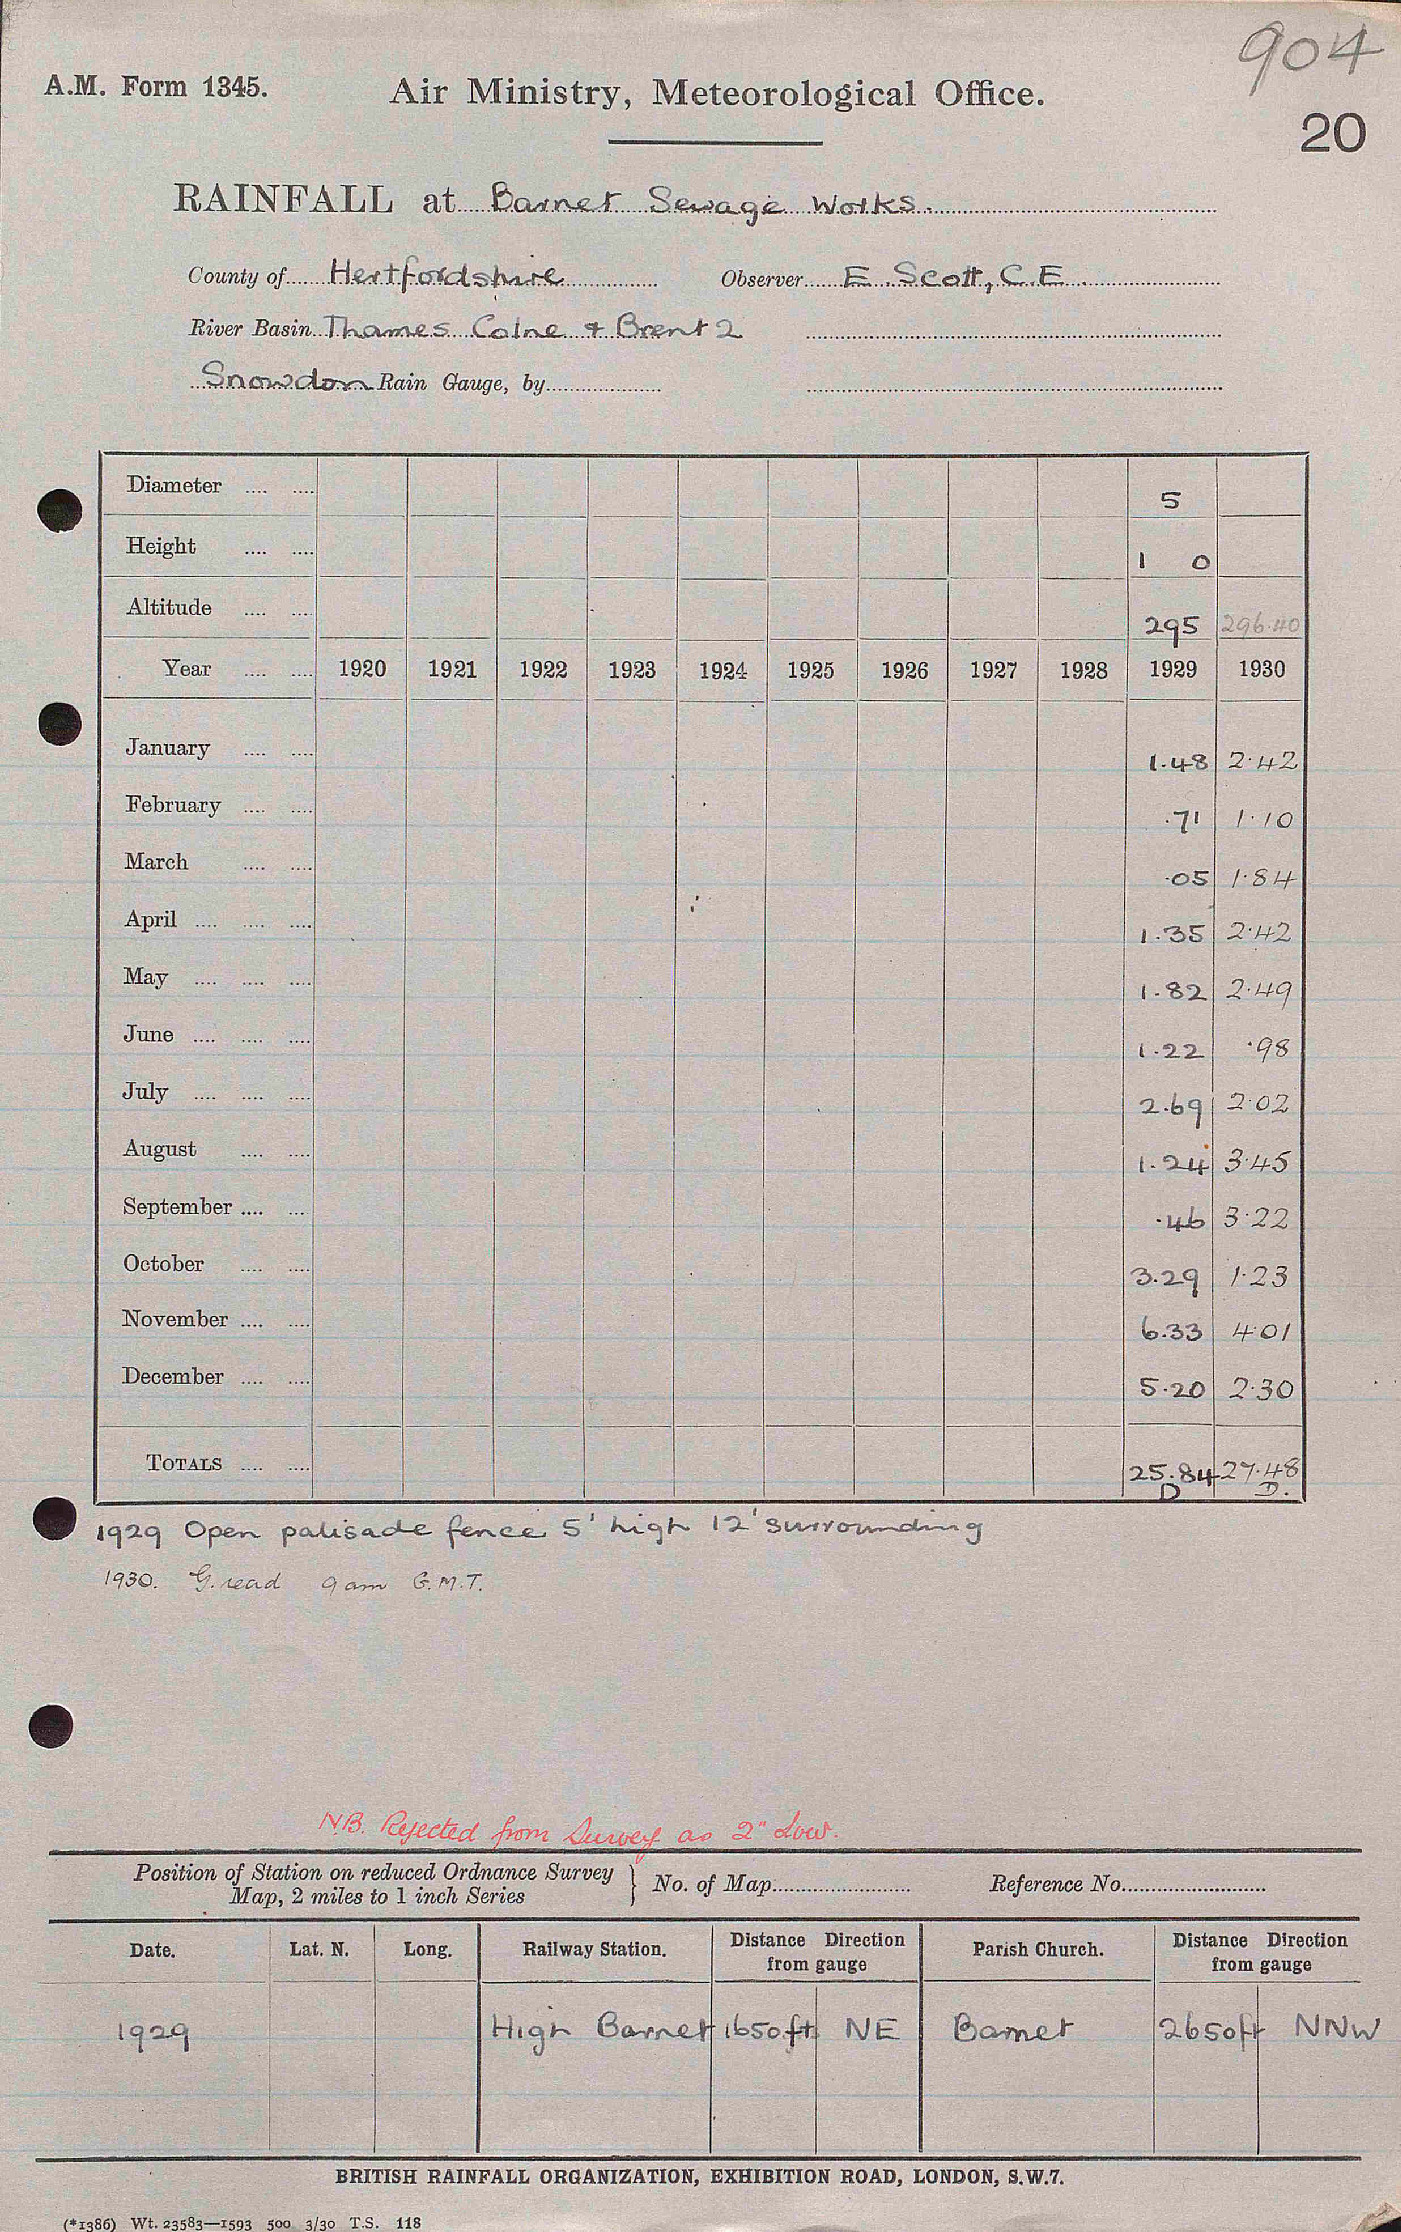 904
A.M. Form 1345.
Air Ministry, Meteorological Office.
20
RAINFALL at Barnet Sewage Works.
County of Hertfordshire Observer E. Scott, C.E.
River Basin Thames Colne & Brent 2
Snowdon Rain Gauge, by
Diameter 5
Height 1 0
Altitude 295 296.40
Year 1920 1921 1922 1923 1924 1925 1926 1927 1928 1929 1930
January 1.48 2.42
February .71 1.10
March .05 1.84
April 1.35 2.42
May 1.82 2.49
June 1.22 .98
July 2.69 2.02
August 1.24 3.45
September .46 3.22
October 3.29 1.23
November 6.33 4.01
December 5.20 2.30
TOTALS 25.84 27.48
D D.
1929 Open palisade fence 5' high 12' surrounding
1930. G. read 9 am G.M.T.
N.B. Rejected from Survey as 2" Low.
Position of Station on reduced Ordnance Survey
Map, 2 miles to 1 inch Series } No. of Map Reference No.
Date. Lat. N. Long. Railway Station. Distance Direction from gauge Parish Church. Distance Direction from gauge
1929 High Barnet 1650 ft NE Barnet 2650 ft NNW
BRITISH RAINFALL ORGANIZATION, EXHIBITION ROAD, LONDON, S.W.7.
(*1386) Wt. 23583—1593 500 3/30 T.S. 118